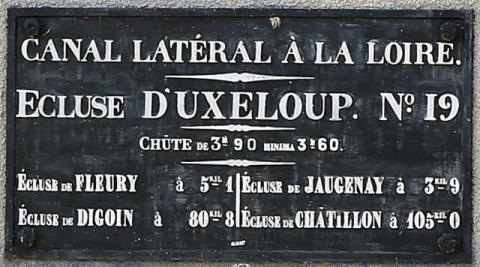 CANAL LATÉRAL À LA LOIRE.
ECLUSE D'UXELOUP. No. 19
CHÛTE DE 3M 90 MINIMA 3M 60.
ÉCLUSE DE FLEURY à 5KIL 1 ÉCLUSE DE JAUGENAY à 3KIL 9
ÉCLUSE DE DIGOIN à 80KIL 8 ÉCLUSE DE CHATILLON à 105KIL 0